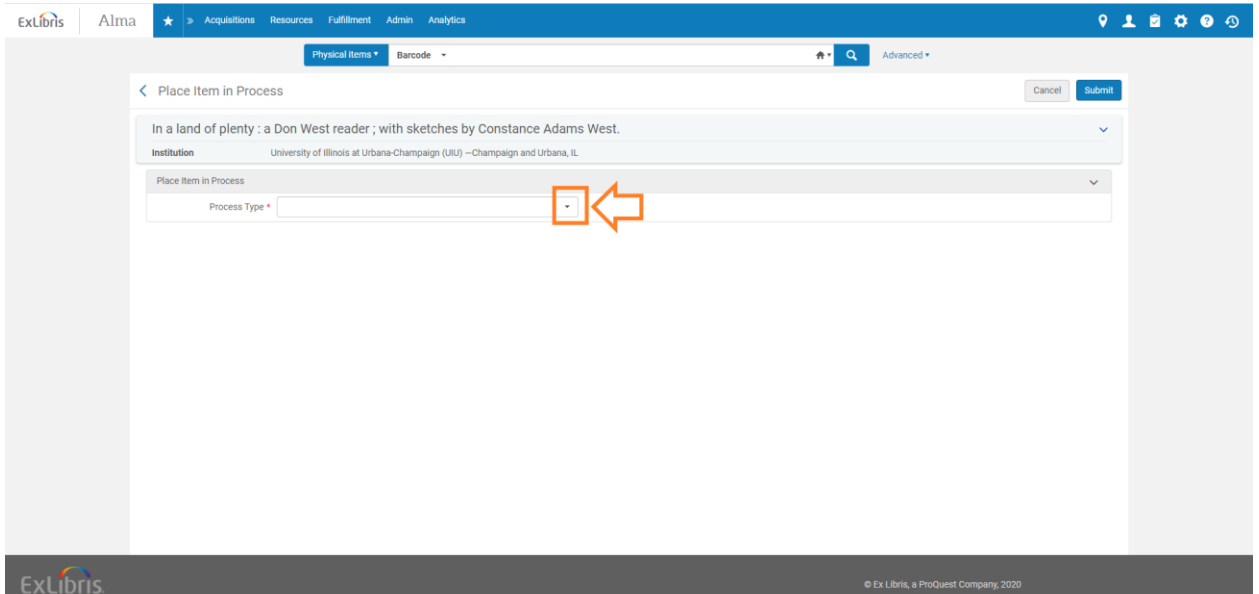 ExLibris Alma » Acquisitions Resources Fulfillment Admin Analytics
Physical items Barcode Advanced
Place Item in Process Cancel Submit
In a land of plenty : a Don West reader ; with sketches by Constance Adams West.
Institution University of Illinois at Urbana-Champaign (UIU) —Champaign and Urbana, IL
Place Item in Process
Process Type *
ExLibris
© Ex Libris, a ProQuest Company, 2020